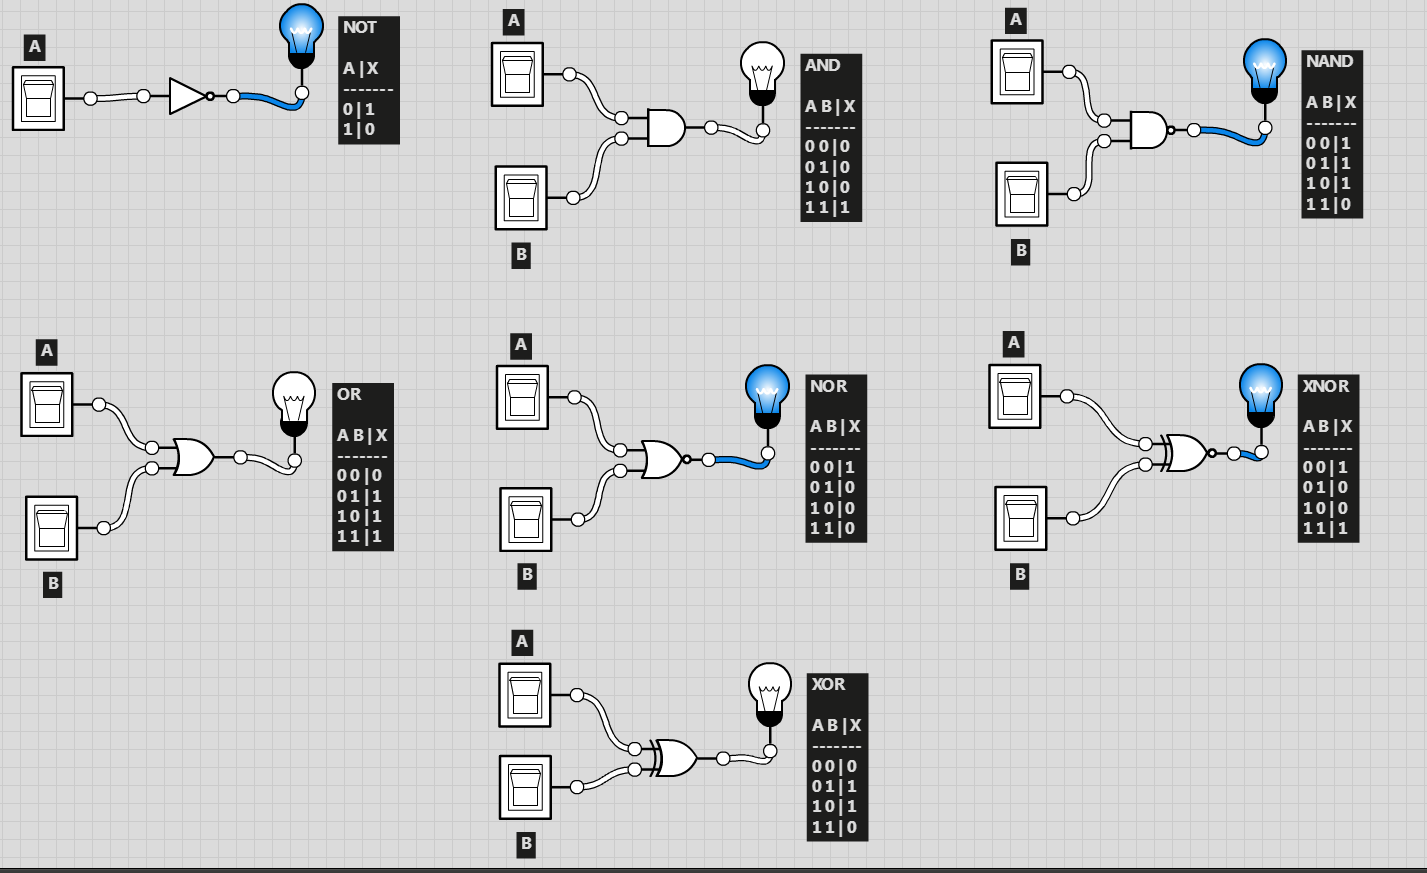 A
NOT
A|X
-------
0|1
1|0
A
B
AND
A B|X
-------
0 0|0
0 1|0
1 0|0
1 1|1
A
B
NAND
A B|X
-------
0 0|1
0 1|1
1 0|1
1 1|0
A
B
OR
A B|X
-------
0 0|0
0 1|1
1 0|1
1 1|1
A
B
NOR
A B|X
-------
0 0|1
0 1|0
1 0|0
1 1|0
A
B
XNOR
A B|X
-------
0 0|1
0 1|0
1 0|0
1 1|1
A
B
XOR
A B|X
-------
0 0|0
0 1|1
1 0|1
1 1|0